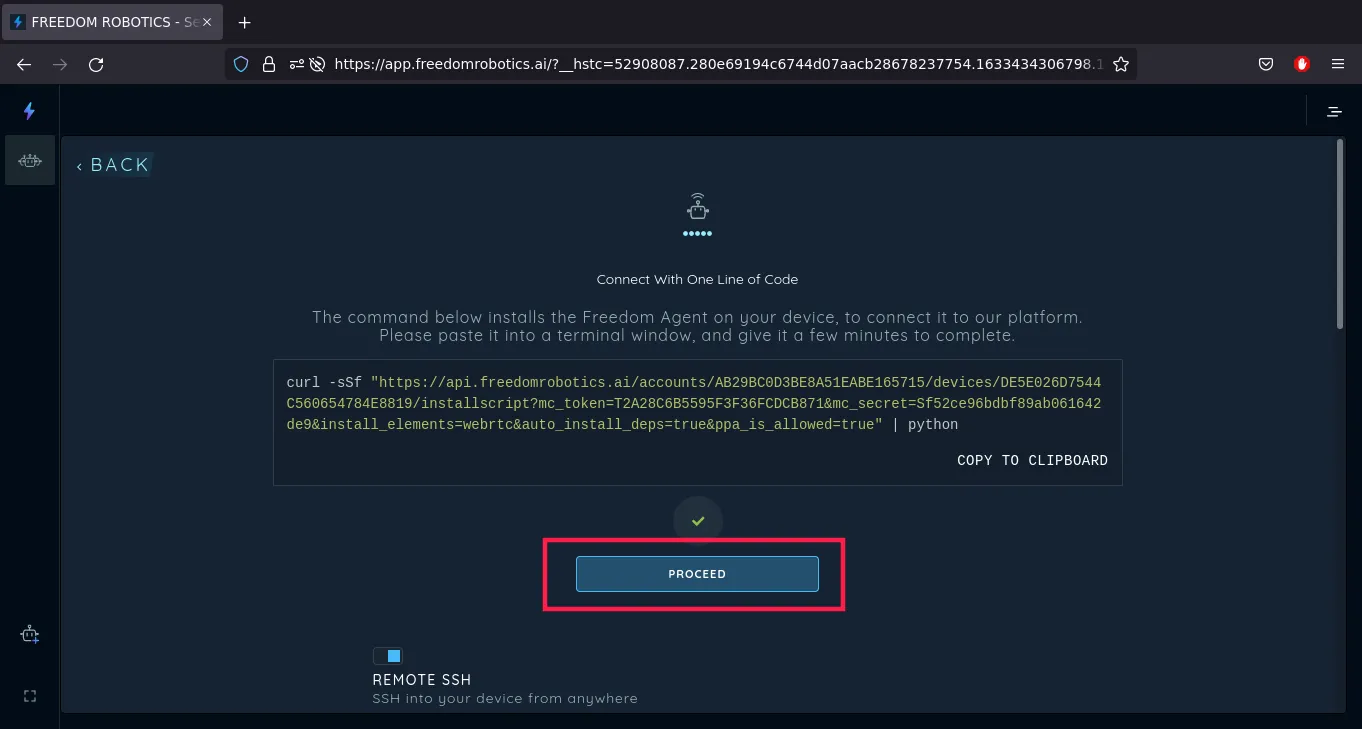 FREEDOM ROBOTICS - Se
https://app.freedomrobotics.ai/?__hstc=52908087.280e69194c6744d07aacb28678237754.1633434306798.1
‹ BACK
Connect With One Line of Code
The command below installs the Freedom Agent on your device, to connect it to our platform.
Please paste it into a terminal window, and give it a few minutes to complete.
curl -sSf "https://api.freedomrobotics.ai/accounts/AB29BC0D3BE8A51EABE165715/devices/DE5E026D7544
C560654784E8819/installscript?mc_token=T2A28C6B5595F3F36FCDCB871&mc_secret=Sf52ce96bdbf89ab061642
de9&install_elements=webrtc&auto_install_deps=true&ppa_is_allowed=true" | python
COPY TO CLIPBOARD
PROCEED
REMOTE SSH
SSH into your device from anywhere